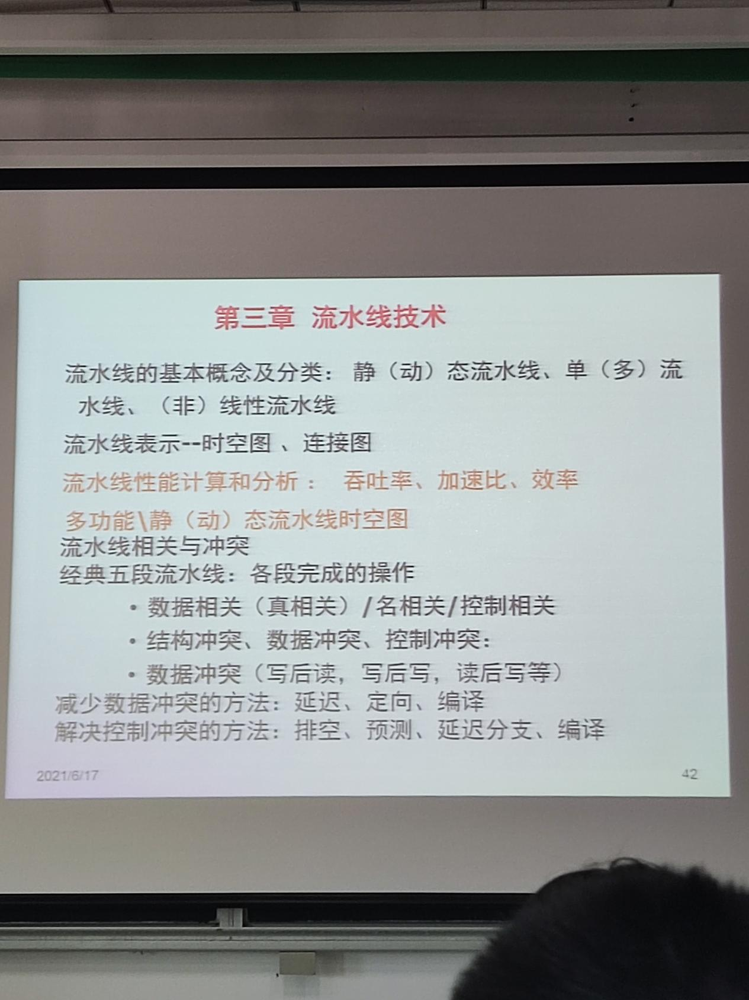 第三章 流水线技术
流水线的基本概念及分类： 静（动）态流水线、单（多）流
水线、（非）线性流水线
流水线表示--时空图 、连接图
流水线性能计算和分析： 吞吐率、加速比、效率
多功能\静（动）态流水线时空图
流水线相关与冲突
经典五段流水线：各段完成的操作
• 数据相关（真相关）/名相关/控制相关
• 结构冲突、数据冲突、控制冲突：
• 数据冲突（写后读，写后写，读后写等）
减少数据冲突的方法：延迟、定向、编译
解决控制冲突的方法：排空、预测、延迟分支、编译
2021/6/17
42